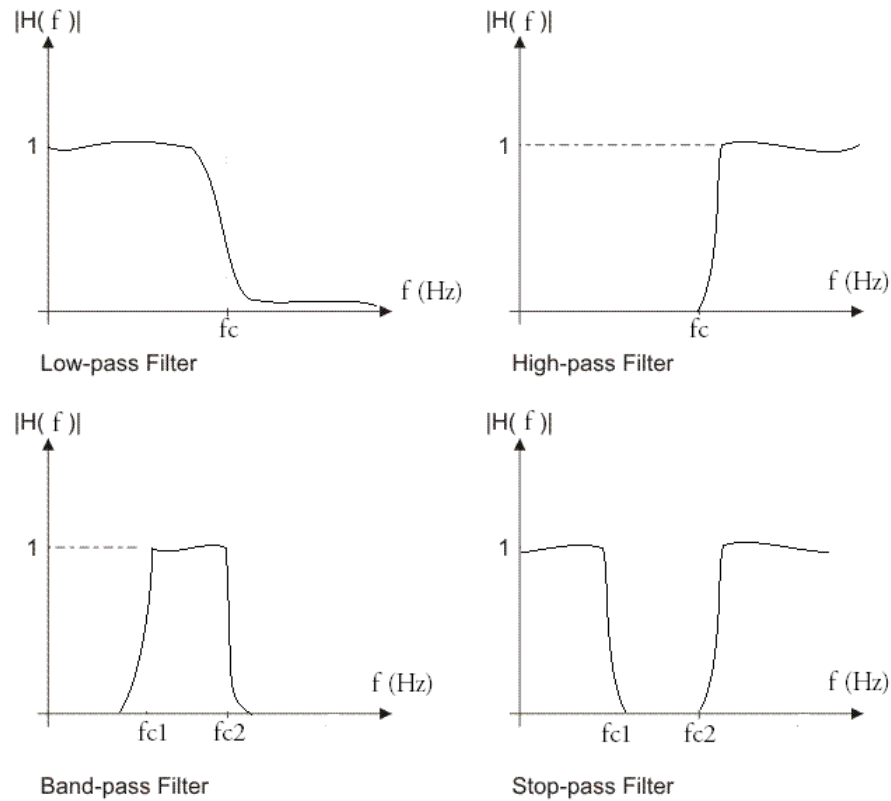 |H( f )|
1
f (Hz)
fc
Low-pass Filter
|H( f )|
1
f (Hz)
fc
High-pass Filter
|H( f )|
1
f (Hz)
fc1 fc2
Band-pass Filter
|H( f )|
1
f (Hz)
fc1 fc2
Stop-pass Filter